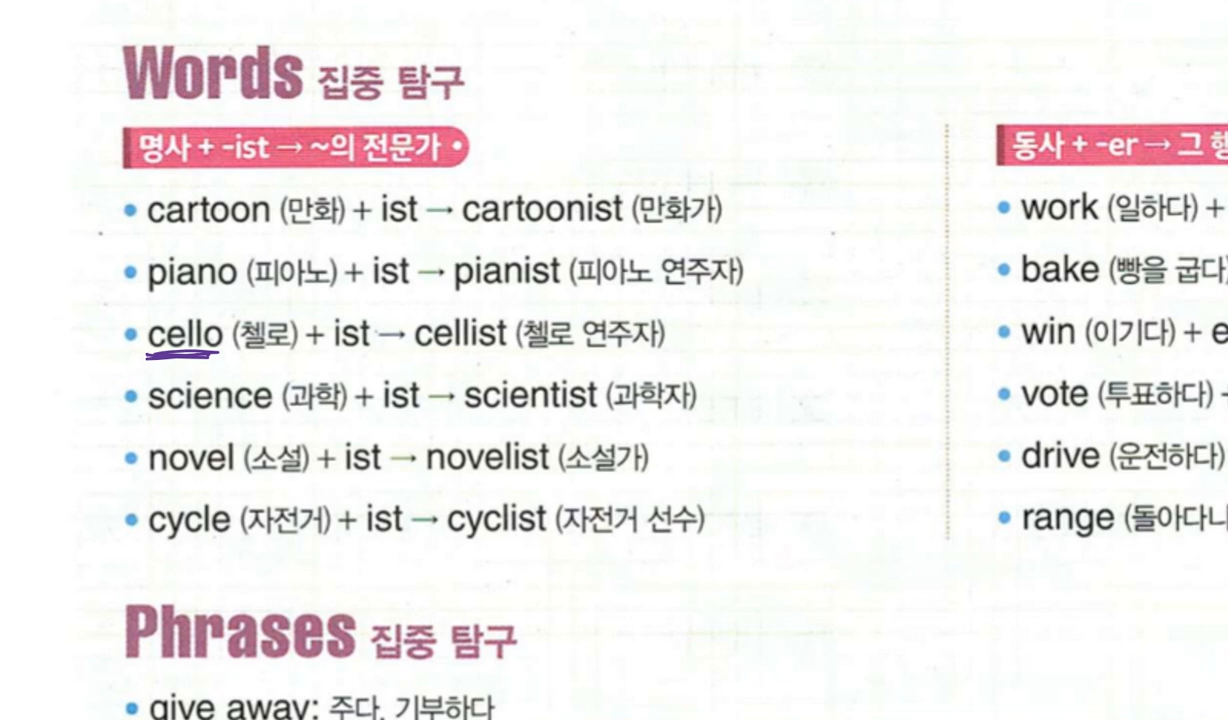 Words 집중 탐구
명사 + -ist → ~의 전문가
• cartoon (만화) + ist → cartoonist (만화가)
• piano (피아노) + ist → pianist (피아노 연주자)
• cello (첼로) + ist → cellist (첼로 연주자)
• science (과학) + ist → scientist (과학자)
• novel (소설) + ist → novelist (소설가)
• cycle (자전거) + ist → cyclist (자전거 선수)
동사 + -er → 그
• work (일하다) +
• bake (빵을 굽다)
• win (이기다) + e
• vote (투표하다)
• drive (운전하다)
• range (돌아다니
Phrases 집중 탐구
• give away: 주다, 기부하다